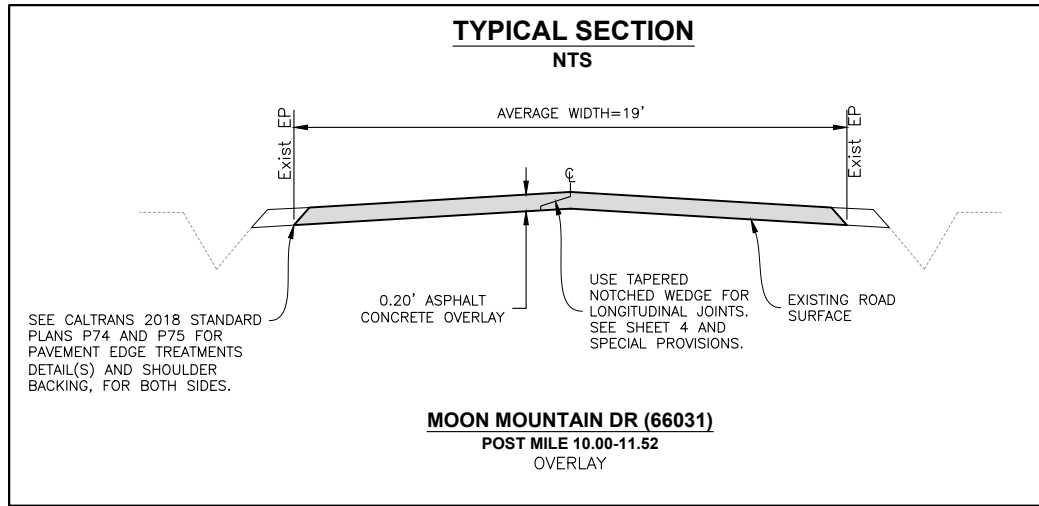 TYPICAL SECTION
NTS
Exist EP
AVERAGE WIDTH=19'
Exist EP
℄
SEE CALTRANS 2018 STANDARD
PLANS P74 AND P75 FOR
PAVEMENT EDGE TREATMENTS
DETAIL(S) AND SHOULDER
BACKING, FOR BOTH SIDES.
0.20' ASPHALT
CONCRETE OVERLAY
USE TAPERED
NOTCHED WEDGE FOR
LONGITUDINAL JOINTS.
SEE SHEET 4 AND
SPECIAL PROVISIONS.
EXISTING ROAD
SURFACE
MOON MOUNTAIN DR (66031)
POST MILE 10.00-11.52
OVERLAY